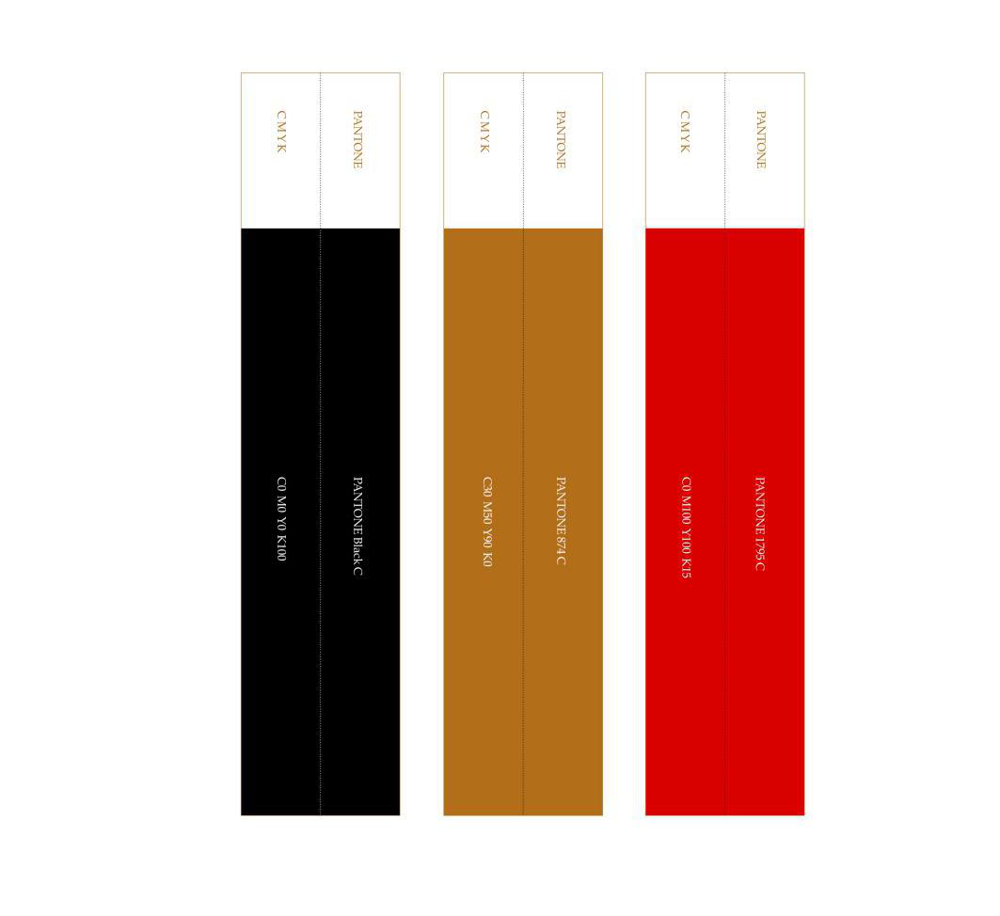 CMYK
PANTONE
CMYK
PANTONE
CMYK
PANTONE
C0 M0 Y0 K100
PANTONE Black C
C30 M50 Y90 K0
PANTONE 874 C
C0 M100 Y100 K15
PANTONE 1795 C